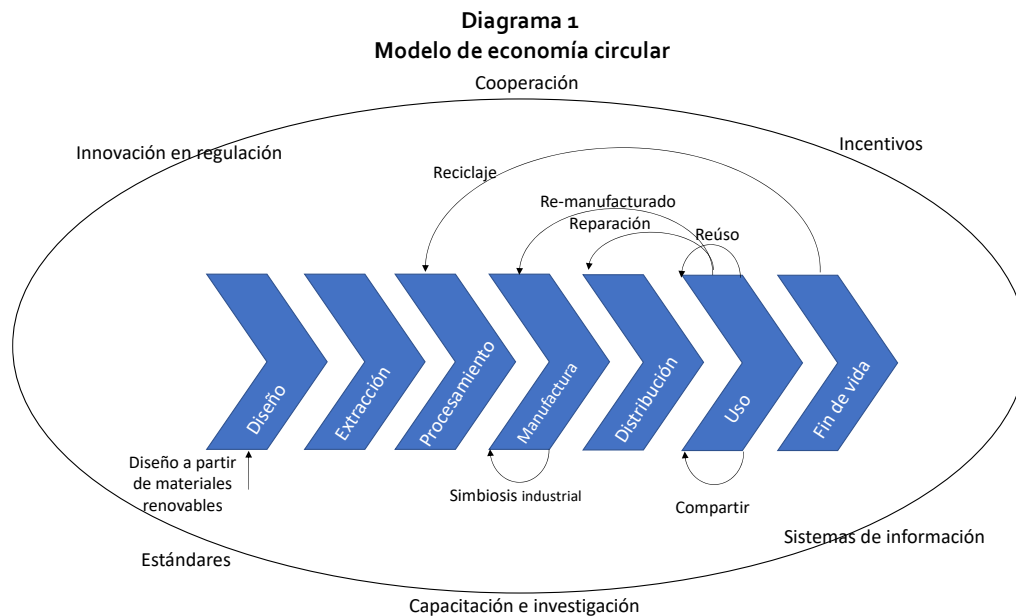 Diagrama 1
Modelo de economía circular
Cooperación
Incentivos
Innovación en regulación
Reciclaje
Re-manufacturado
Reparación
Reúso
Diseño
Extracción
Procesamiento
Manufactura
Distribución
Uso
Fin de vida
Diseño a partir
de materiales
renovables
Simbiosis industrial
Compartir
Sistemas de información
Estándares
Capacitación e investigación